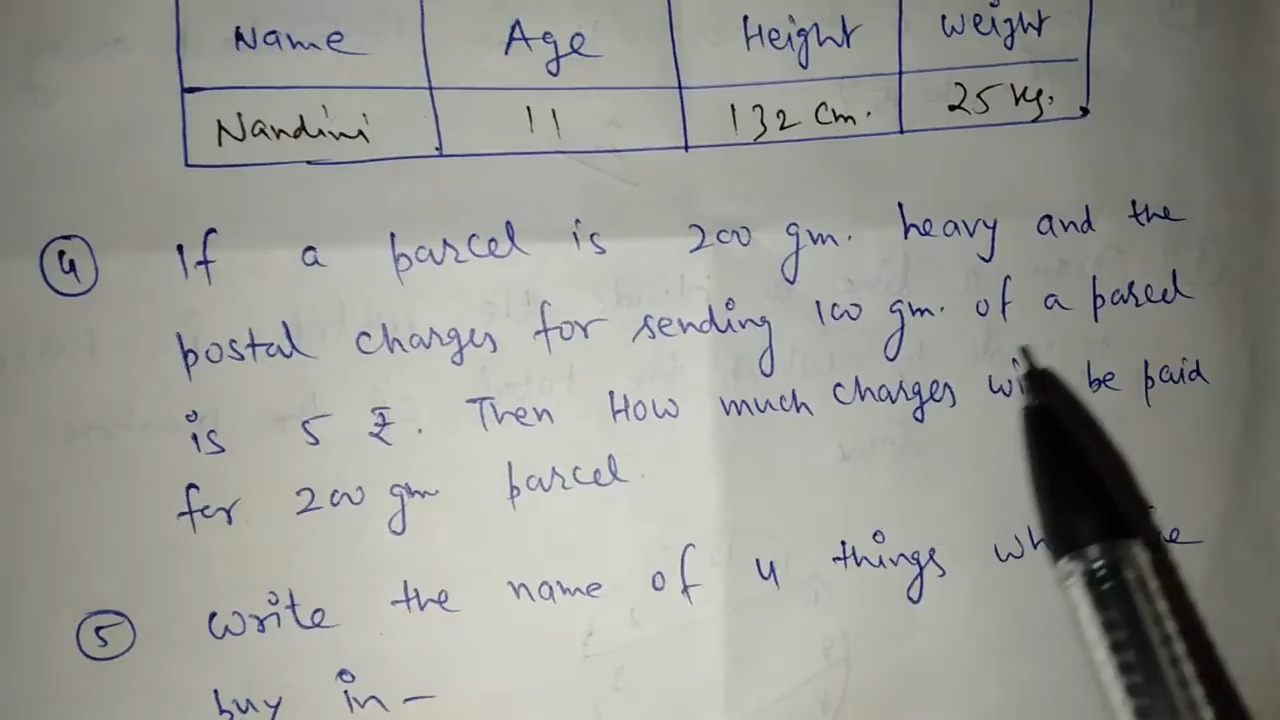 Name Age Height Weight
Nandini 11 132 Cm. 25 kg.
4 If a parcel is 200 gm. heavy and the
postal charges for sending 100 gm. of a parcel
is 5 ₹. Then How much charges be paid
for 200 gm parcel.
5 Write the name of 4 things
buy in-